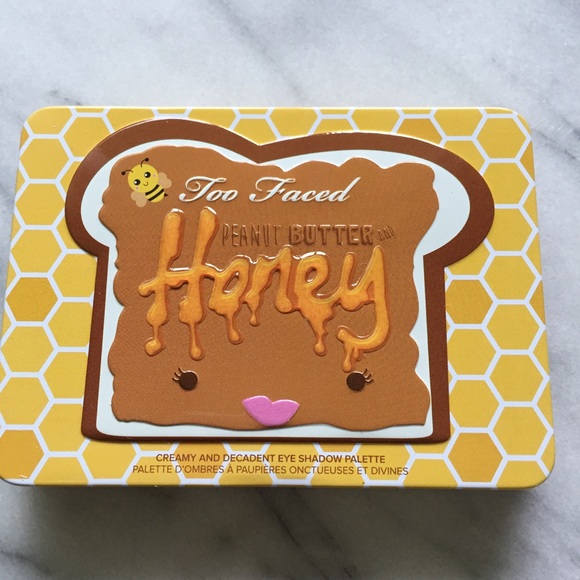 Too Faced
PEANUT BUTTER AND
Honey
CREAMY AND DECADENT EYE SHADOW PALETTE
PALETTE D'OMBRES À PAUPIÈRES ONCTUEUSES ET DIVINES